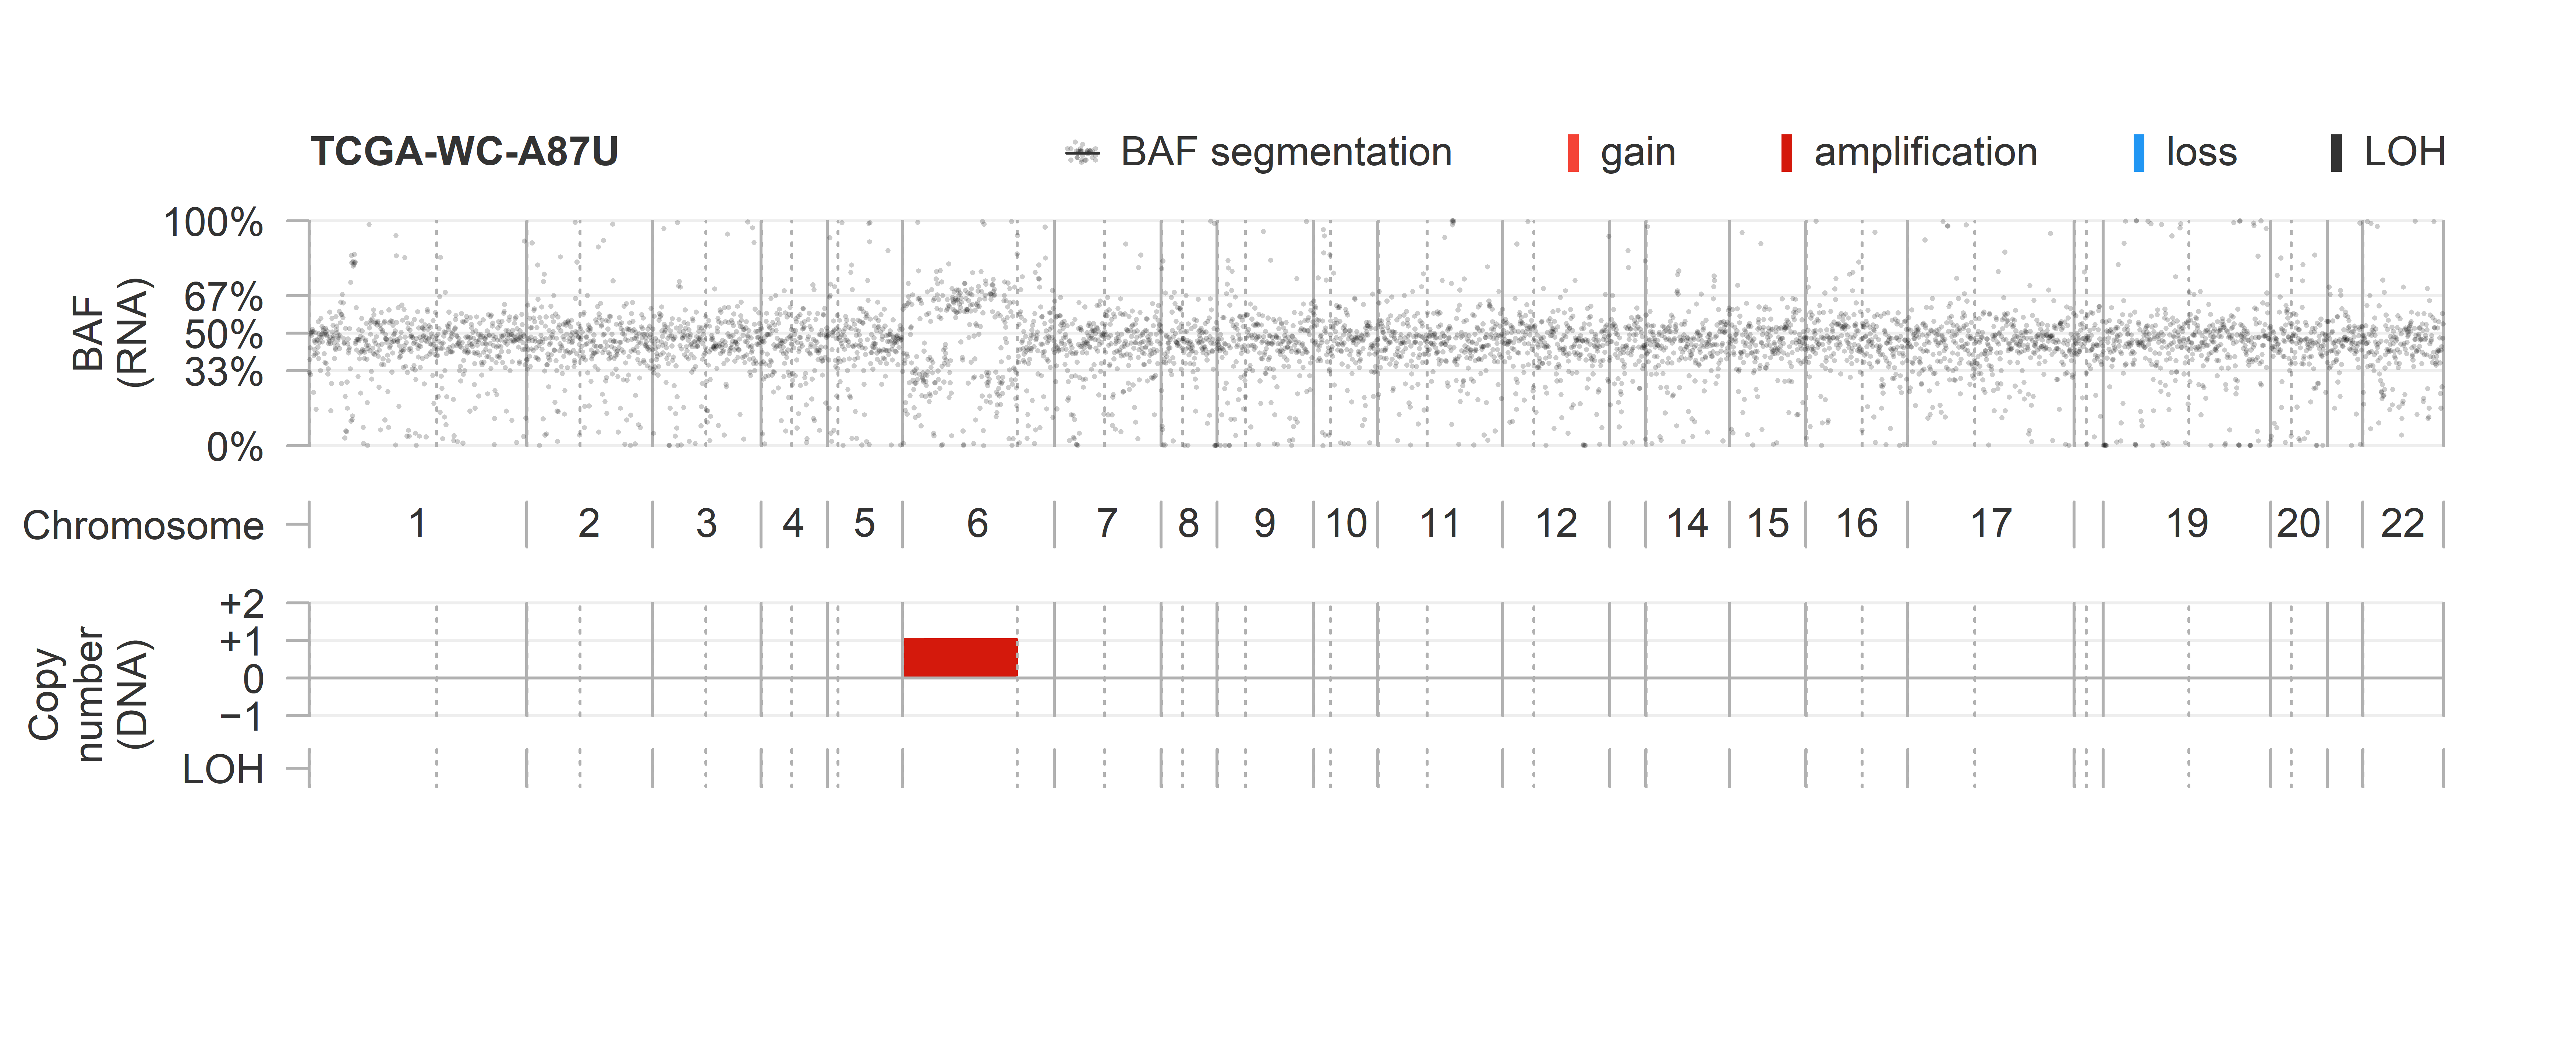 TCGA-WC-A87U
BAF segmentation gain amplification loss LOH
BAF
(RNA)
100%
67%
50%
33%
0%
Chromosome 1 2 3 4 5 6 7 8 9 10 11 12 14 15 16 17 19 20 22
Copy
number
(DNA)
+2
+1
0
−1
LOH